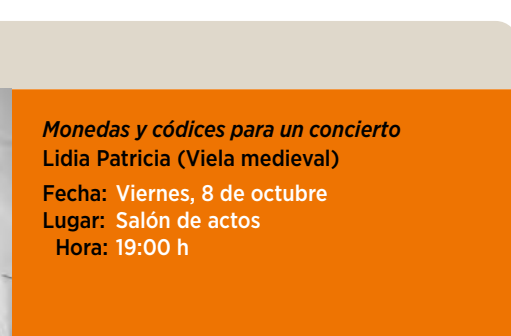 Monedas y códices para un concierto
Lidia Patricia (Viela medieval)
Fecha: Viernes, 8 de octubre
Lugar: Salón de actos
Hora: 19:00 h